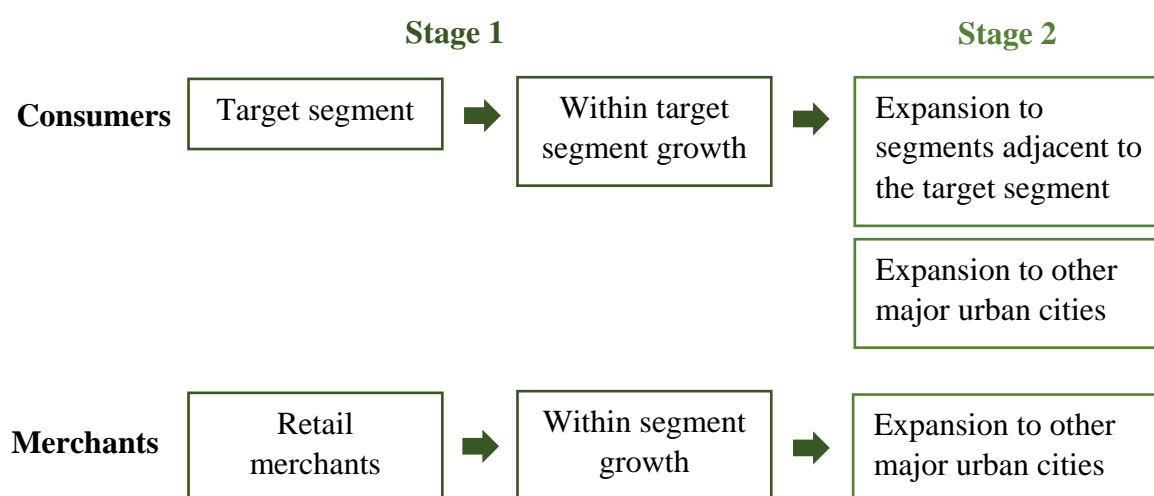 Stage 1
Stage 2
Consumers
Target segment
Within target
segment growth
Expansion to
segments adjacent to
the target segment
Expansion to other
major urban cities
Merchants
Retail
merchants
Within segment
growth
Expansion to other
major urban cities